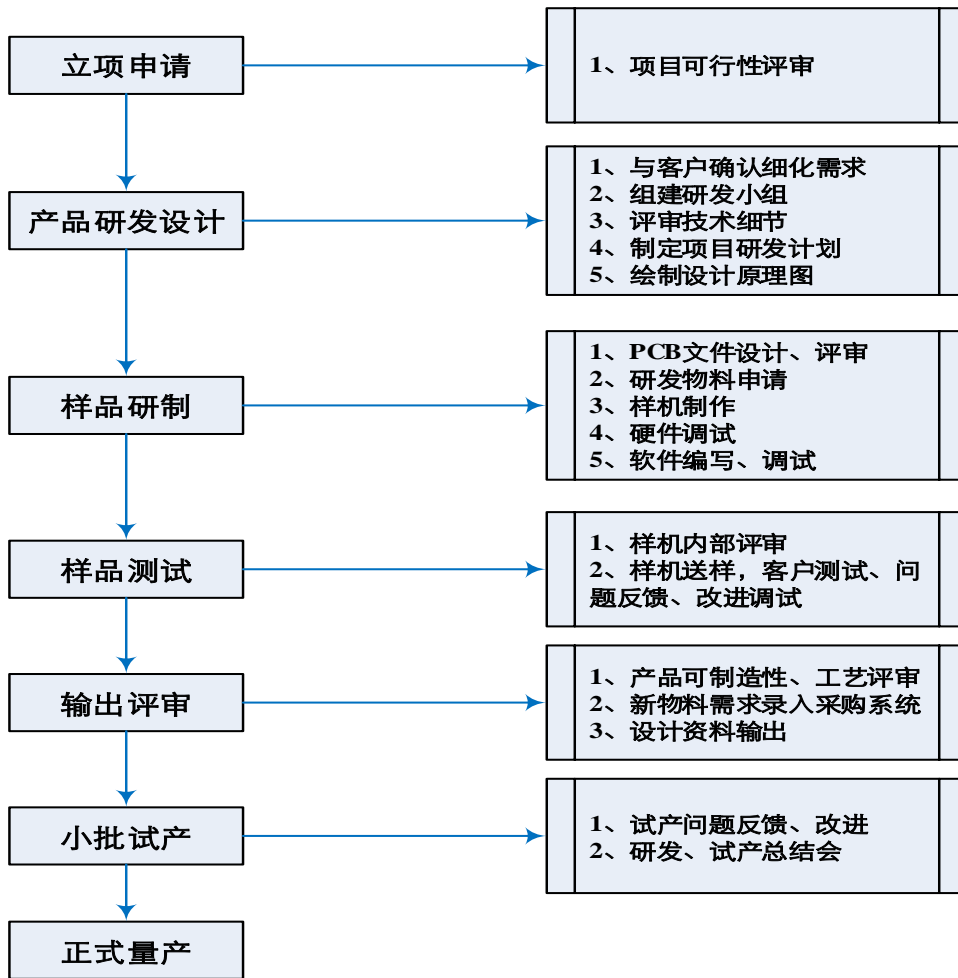 立项申请
1、项目可行性评审
产品研发设计
1、与客户确认细化需求
2、组建研发小组
3、评审技术细节
4、制定项目研发计划
5、绘制设计原理图
样品研制
1、PCB文件设计、评审
2、研发物料申请
3、样机制作
4、硬件调试
5、软件编写、调试
样品测试
1、样机内部评审
2、样机送样，客户测试、问
题反馈、改进调试
输出评审
1、产品可制造性、工艺评审
2、新物料需求录入采购系统
3、设计资料输出
小批试产
1、试产问题反馈、改进
2、研发、试产总结会
正式量产